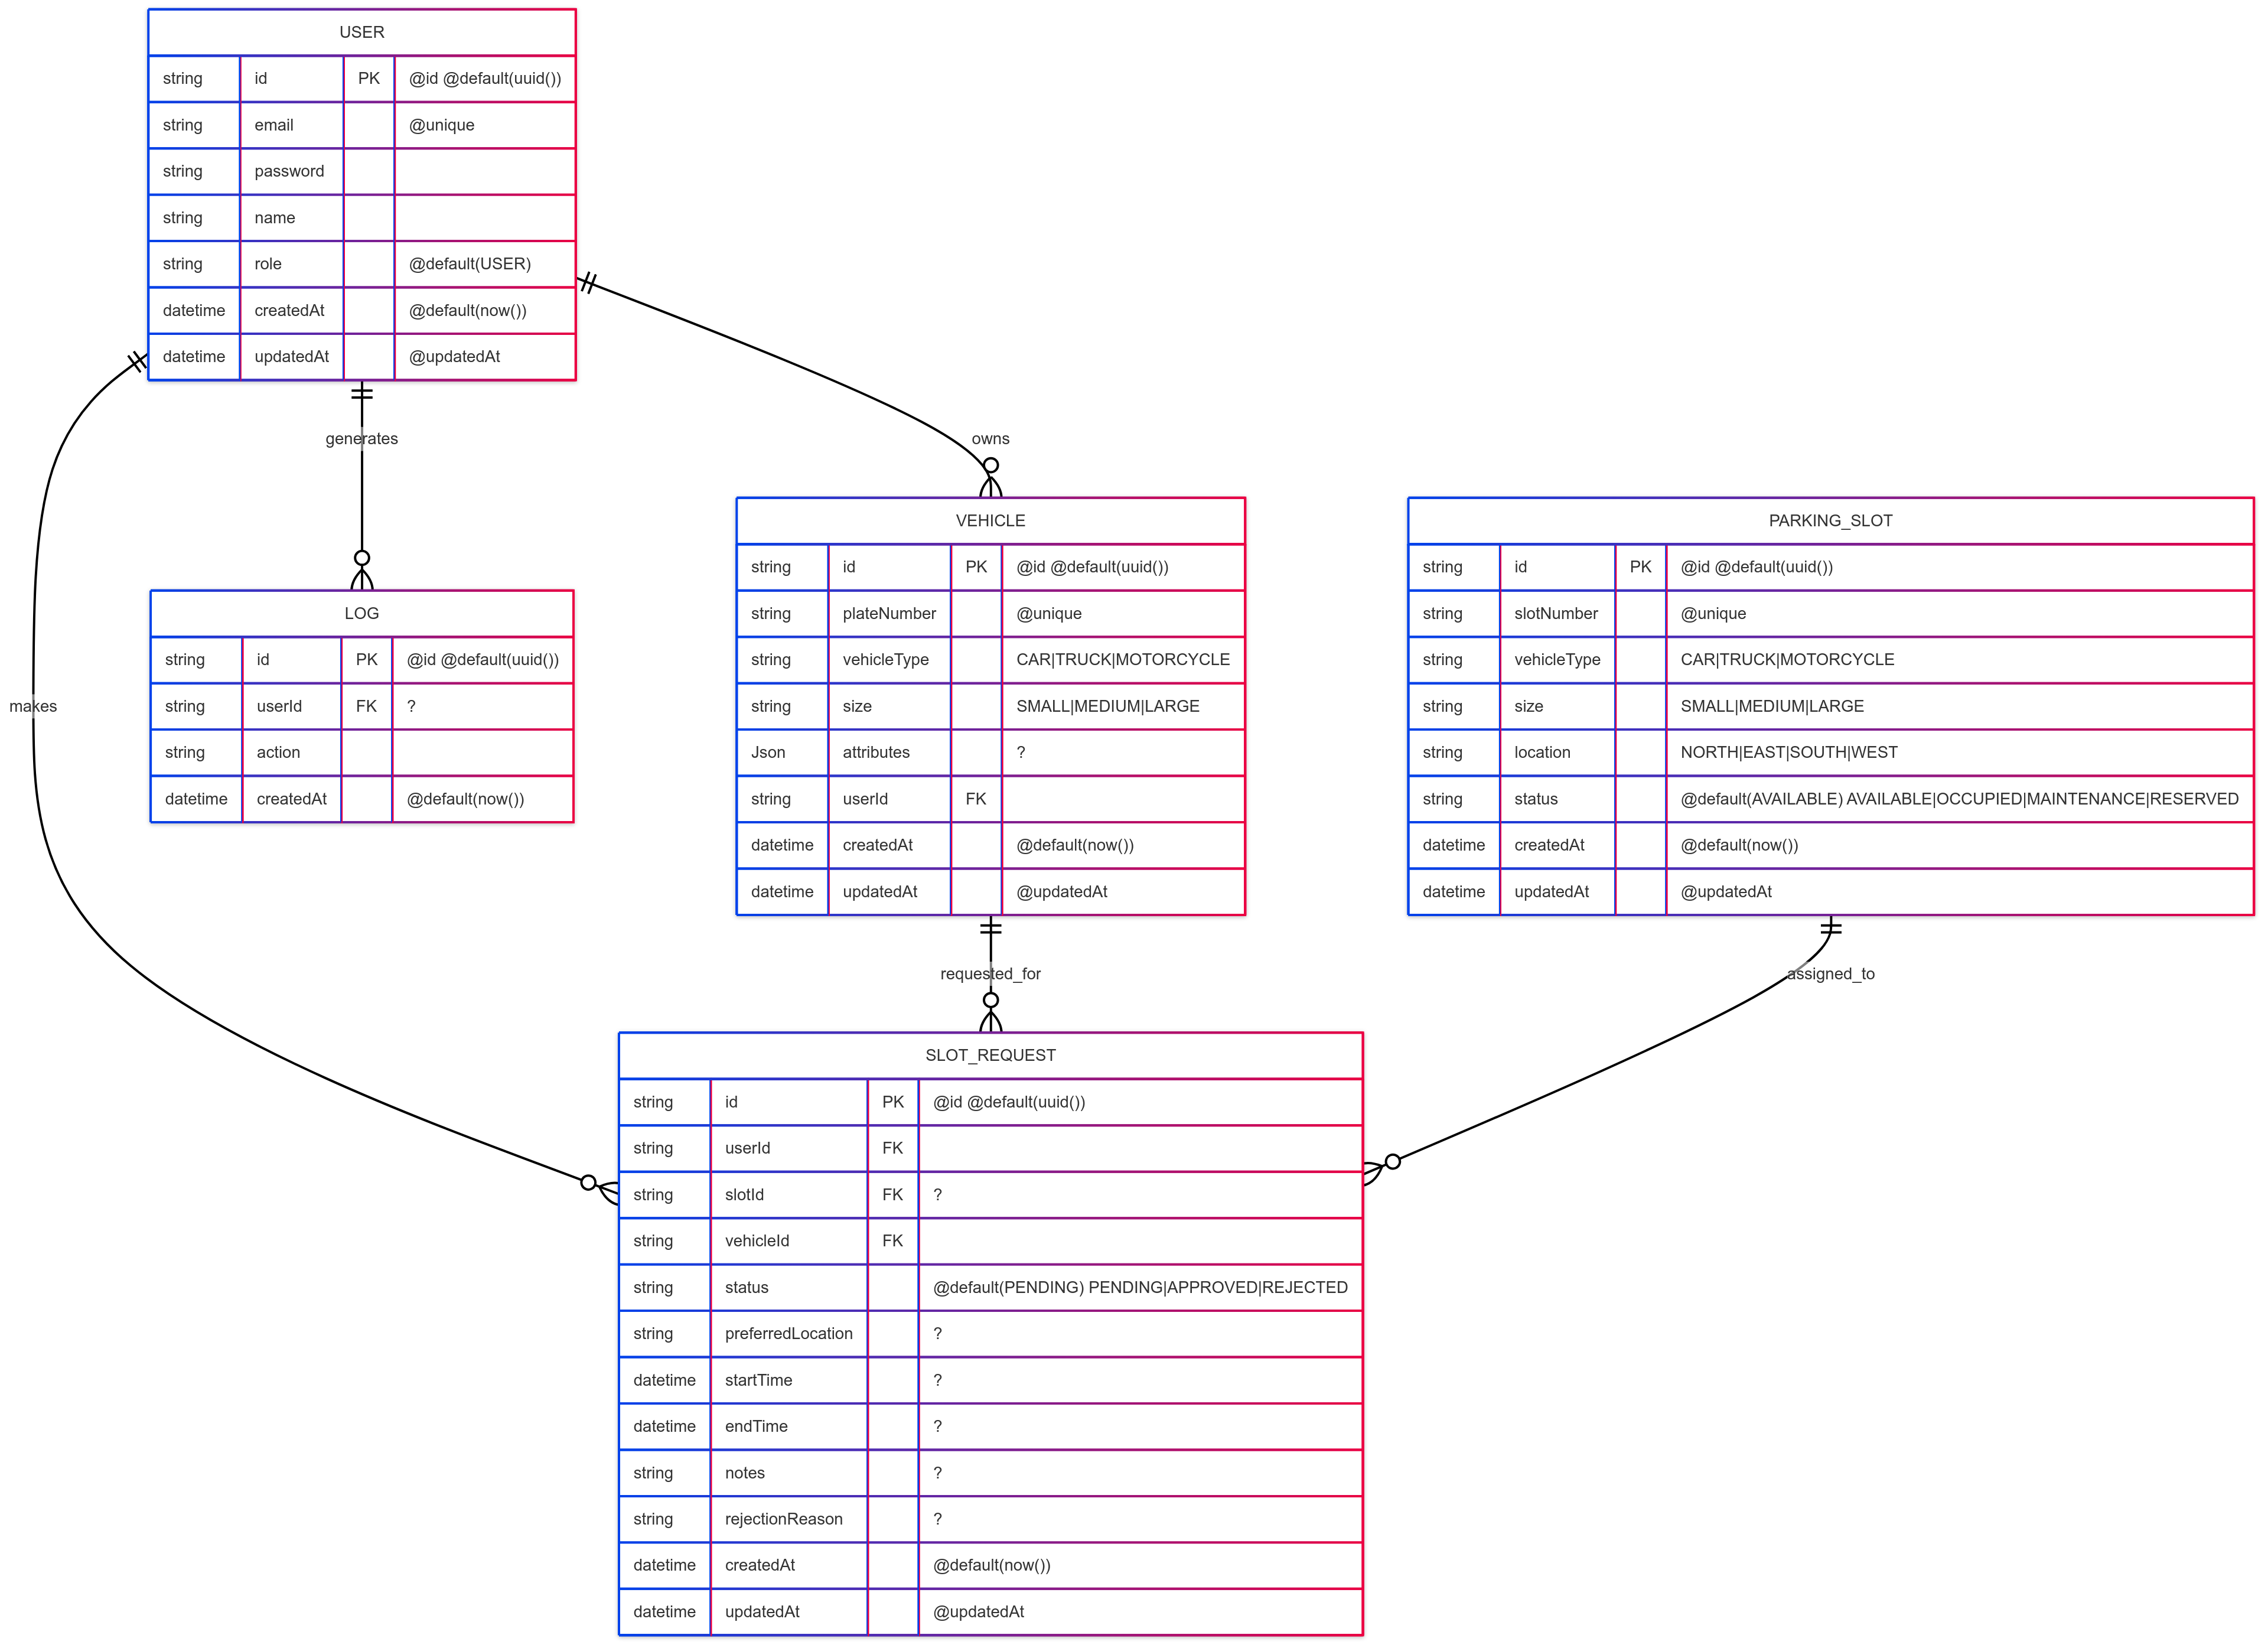 USER
string id PK @id @default(uuid())
string email @unique
string password
string name
string role @default(USER)
datetime createdAt @default(now())
datetime updatedAt @updatedAt
generates
owns
makes
LOG
string id PK @id @default(uuid())
string userId FK ?
string action
datetime createdAt @default(now())
VEHICLE
string id PK @id @default(uuid())
string plateNumber @unique
string vehicleType CAR|TRUCK|MOTORCYCLE
string size SMALL|MEDIUM|LARGE
Json attributes ?
string userId FK
datetime createdAt @default(now())
datetime updatedAt @updatedAt
PARKING_SLOT
string id PK @id @default(uuid())
string slotNumber @unique
string vehicleType CAR|TRUCK|MOTORCYCLE
string size SMALL|MEDIUM|LARGE
string location NORTH|EAST|SOUTH|WEST
string status @default(AVAILABLE) AVAILABLE|OCCUPIED|MAINTENANCE|RESERVED
datetime createdAt @default(now())
datetime updatedAt @updatedAt
requested_for
assigned_to
SLOT_REQUEST
string id PK @id @default(uuid())
string userId FK
string slotId FK ?
string vehicleId FK
string status @default(PENDING) PENDING|APPROVED|REJECTED
string preferredLocation ?
datetime startTime ?
datetime endTime ?
string notes ?
string rejectionReason ?
datetime createdAt @default(now())
datetime updatedAt @updatedAt